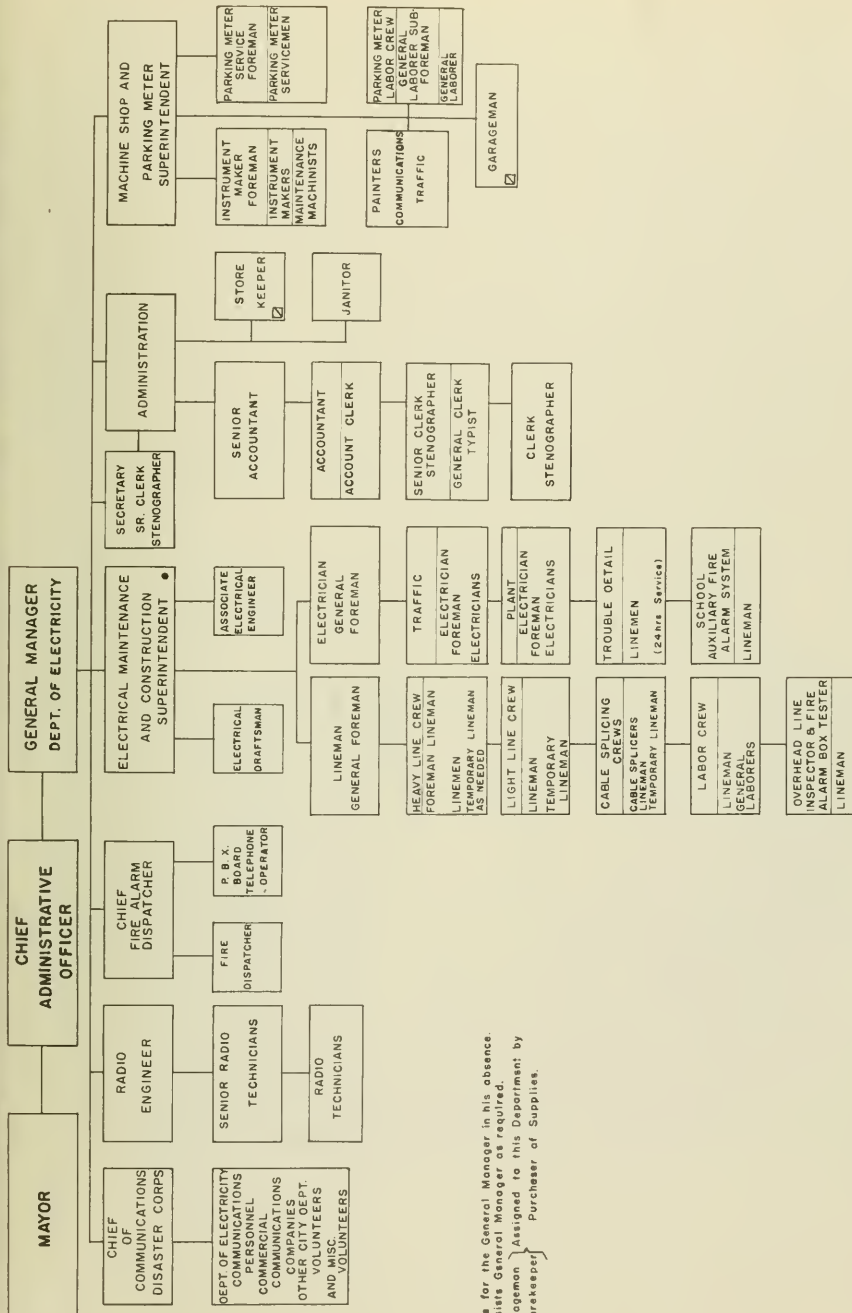 MAYOR
CHIEF
ADMINISTRATIVE
OFFICER
GENERAL MANAGER
DEPT. OF ELECTRICITY
CHIEF
OF
COMMUNICATIONS
DISASTER CORPS
DEPT. OF ELECTRICITY
COMMUNICATIONS
PERSONNEL
COMMERCIAL
COMMUNICATIONS
COMPANIES
OTHER CITY DEPT.
VOLUNTEERS
AND MISC.
VOLUNTEERS
RADIO
ENGINEER
SENIOR RADIO
TECHNICIANS
RADIO
TECHNICIANS
CHIEF
FIRE ALARM
DISPATCHER
FIRE
DISPATCHER
P. B. X.
BOARD
TELEPHONE
OPERATOR
ELECTRICAL MAINTENANCE
AND CONSTRUCTION
SUPERINTENDENT
ELECTRICAL
DRAFTSMAN
ASSOCIATE
ELECTRICAL
ENGINEER
LINEMAN
GENERAL FOREMAN
HEAVY LINE CREW
FOREMAN LINEMAN
LINEMEN
TEMPORARY LINEMAN
AS NEEDED
LIGHT LINE CREW
LINEMAN
TEMPORARY
LINEMAN
CABLE SPLICING
CREWS
CABLE SPLICERS
LINEMAN
TEMPORARY LINEMAN
LABOR CREW
LINEMAN
GENERAL
LABORERS
OVERHEAD LINE
INSPECTOR & FIRE
ALARM BOX TESTER
LINEMAN
ELECTRICIAN
GENERAL
FOREMAN
TRAFFIC
ELECTRICIAN
FOREMAN
ELECTRICIANS
PLANT
ELECTRICIAN
FOREMAN
ELECTRICIANS
TROUBLE DETAIL
LINEMEN
(24hrs Service)
SCHOOL
AUXILIARY FIRE
ALARM SYSTEM
LINEMAN
SECRETARY
SR. CLERK
STENOGRAPHER
ADMINISTRATION
SENIOR
ACCOUNTANT
ACCOUNTANT
ACCOUNT CLERK
SENIOR CLERK
STENOGRAPHER
GENERAL CLERK
TYPIST
CLERK
STENOGRAPHER
STORE
KEEPER
JANITOR
MACHINE SHOP AND
PARKING METER
SUPERINTENDENT
INSTRUMENT
MAKER
FOREMAN
INSTRUMENT
MAKERS
MAINTENANCE
MACHINISTS
PARKING METER
SERVICE
FOREMAN
PARKING METER
SERVICEMEN
PAINTERS
COMMUNICATIONS
TRAFFIC
PARKING METER
LABOR CREW
GENERAL
LABORER SUB-
FOREMAN
GENERAL
LABORER
GARAGEMAN
for the General Manager in his absence.
General Manager as required.
Assigned to this Department by
Purchaser of Supplies.